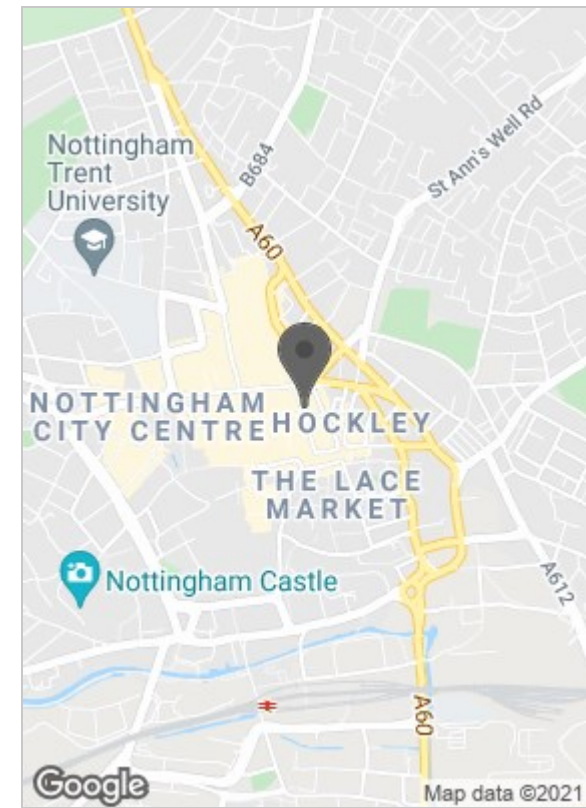 Nottingham
Trent
University
B684
St Ann's Well Rd
A60
NOTTINGHAM
CITY CENTRE
HOCKLEY
THE LACE
MARKET
Nottingham Castle
A612
A60
Google
Map data ©2021